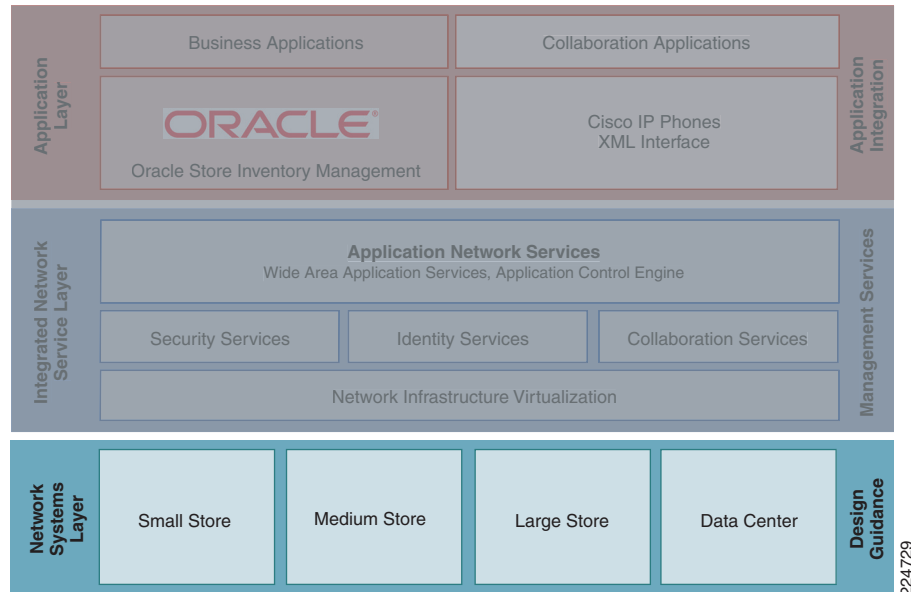 Application
Layer
Business Applications
Collaboration Applications
ORACLE®
Oracle Store Inventory Management
Cisco IP Phones
XML Interface
Application
Integration
Integrated Network
Service Layer
Application Network Services
Wide Area Application Services, Application Control Engine
Security Services
Identity Services
Collaboration Services
Network Infrastructure Virtualization
Management Services
Network
Systems
Layer
Small Store
Medium Store
Large Store
Data Center
Design
Guidance
224729